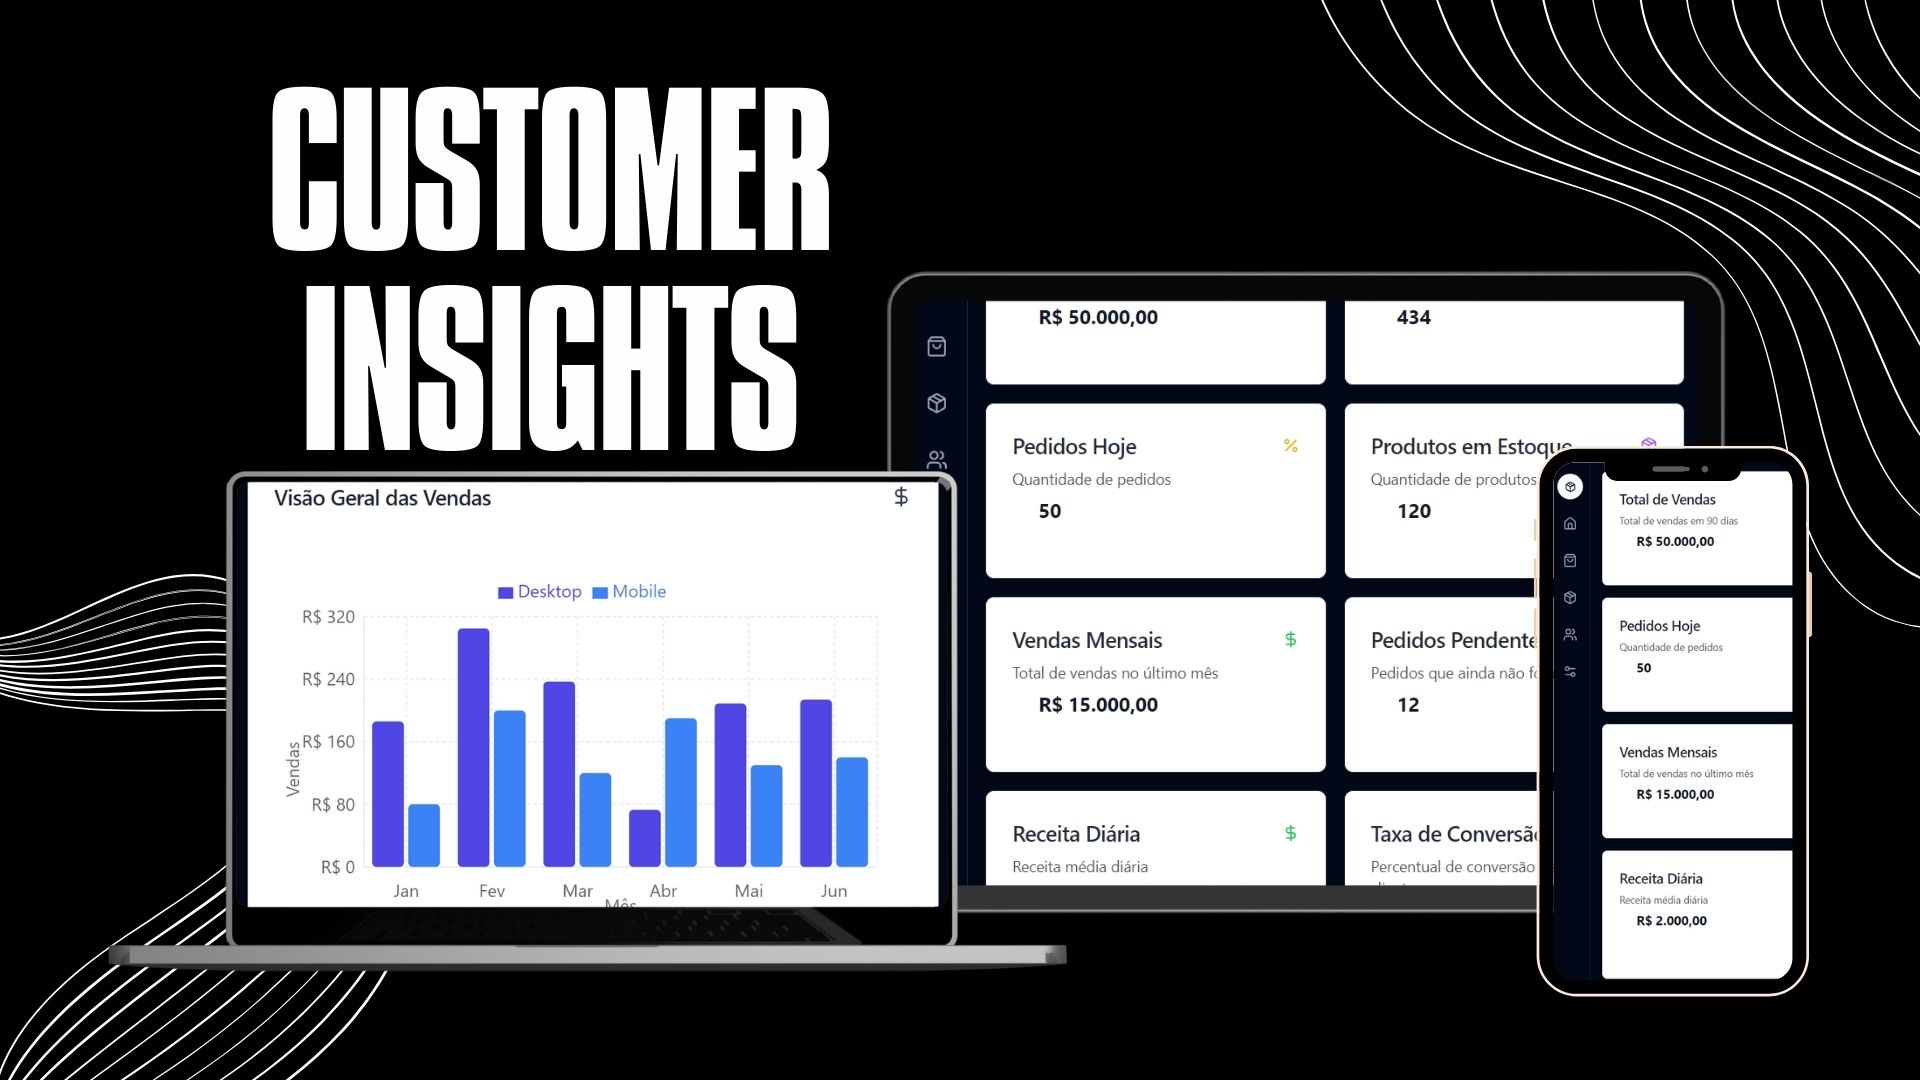 CUSTOMER
INSIGHTS
Visão Geral das Vendas
$
Desktop Mobile
R$ 320
R$ 240
R$ 160
R$ 80
R$ 0
Vendas
Jan Fev Mar Abr Mai Jun
Mês
R$ 50.000,00
434
Pedidos Hoje %
Quantidade de pedidos
50
Produtos em Estoque
Quantidade de produtos
120
Vendas Mensais $
Total de vendas no último mês
R$ 15.000,00
Pedidos Pendente
Pedidos que ainda não f
12
Receita Diária $
Receita média diária
Taxa de Conversã
Percentual de conversão
Total de Vendas
Total de vendas em 90 dias
R$ 50.000,00
Pedidos Hoje
Quantidade de pedidos
50
Vendas Mensais
Total de vendas no último mês
R$ 15.000,00
Receita Diária
Receita média diária
R$ 2.000,00